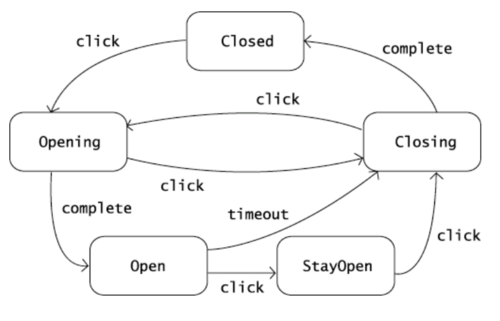 Closed
click
complete
click
Opening
Closing
click
complete
timeout
click
Open
StayOpen
click